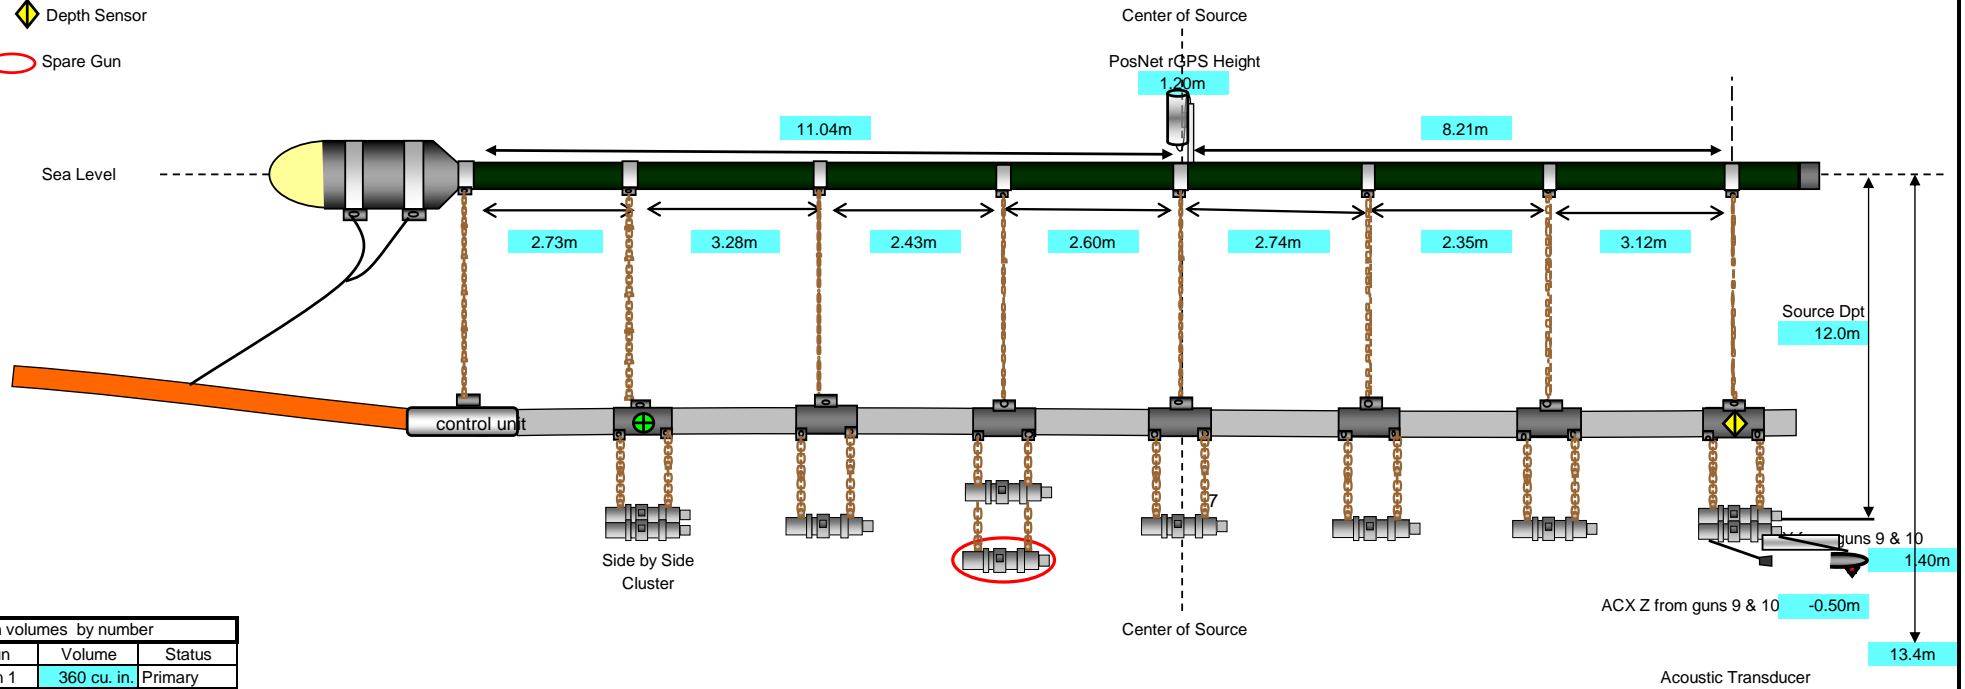 Depth Sensor
Center of Source
Spare Gun
PosNet rGPS Height
1.20m
11.04m
8.21m
Sea Level
2.73m
3.28m
2.43m
2.60m
2.74m
2.35m
3.12m
Source Dpt
12.0m
control unit
7
guns 9 & 10
1.40m
Side by Side
Cluster
ACX Z from guns 9 & 10
-0.50m
Center of Source
volumes by number
Volume
Status
1
360 cu. in.
Primary
13.4m
Acoustic Transducer